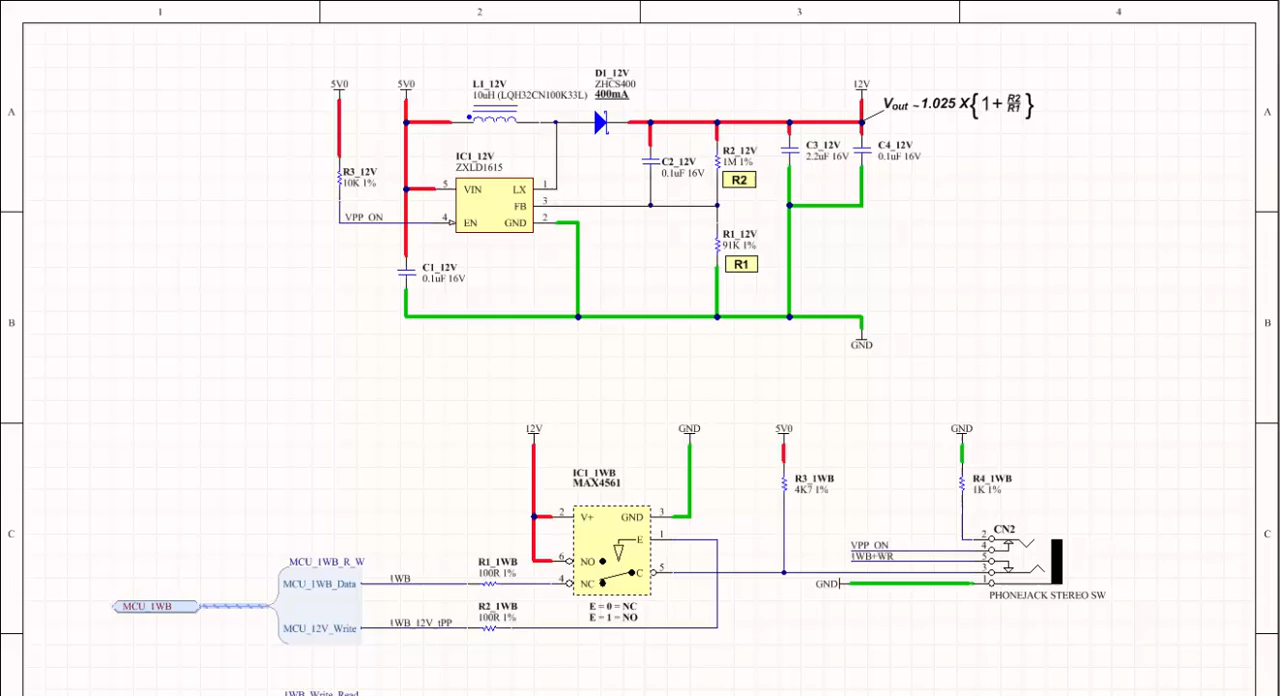 1
2
3
4
A
A
5V0
5V0
L1_12V
10uH (LQH32CN100K33L)
D1_12V
ZHCS400
400mA
12V
Vout ~ 1.025 X{ 1+ R2/R1 }
R3_12V
10K 1%
IC1_12V
ZXLD1615
5
VIN
LX
1
FB
3
VPP_ON
4
EN
GND
2
C2_12V
0.1uF 16V
R2_12V
1M 1%
R2
C3_12V
2.2uF 16V
C4_12V
0.1uF 16V
R1_12V
91K 1%
R1
C1_12V
0.1uF 16V
B
B
GND
12V
GND
5V0
GND
IC1_1WB
MAX4561
2
V+
GND
3
E
1
6
NO
C
5
4
NC
E = 0 = NC
E = 1 = NO
R3_1WB
4K7 1%
R4_1WB
1K 1%
C
C
CN2
VPP_ON
1WB+WR
2
4
5
3
1
GND
PHONEJACK STEREO SW
MCU_1WB_R_W
MCU_1WB_Data
1WB
R1_1WB
100R 1%
MCU_1WB
MCU_12V_Write
1WB_12V_tPP
R2_1WB
100R 1%
1WB_Write_Read